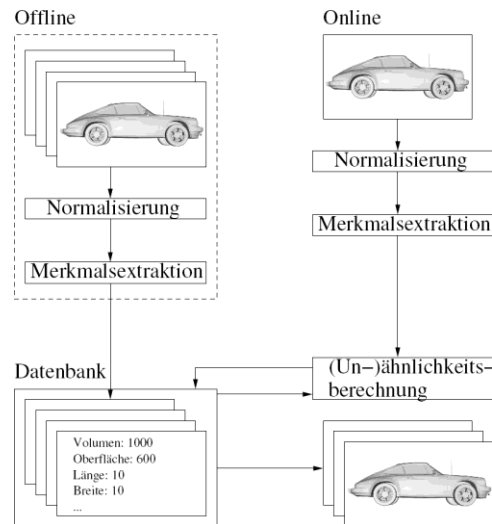 Offline
Online
Normalisierung
Merkmalsextraktion
Normalisierung
Merkmalsextraktion
Datenbank
(Un-)ähnlichkeits-
berechnung
Volumen: 1000
Oberfläche: 600
Länge: 10
Breite: 10
...